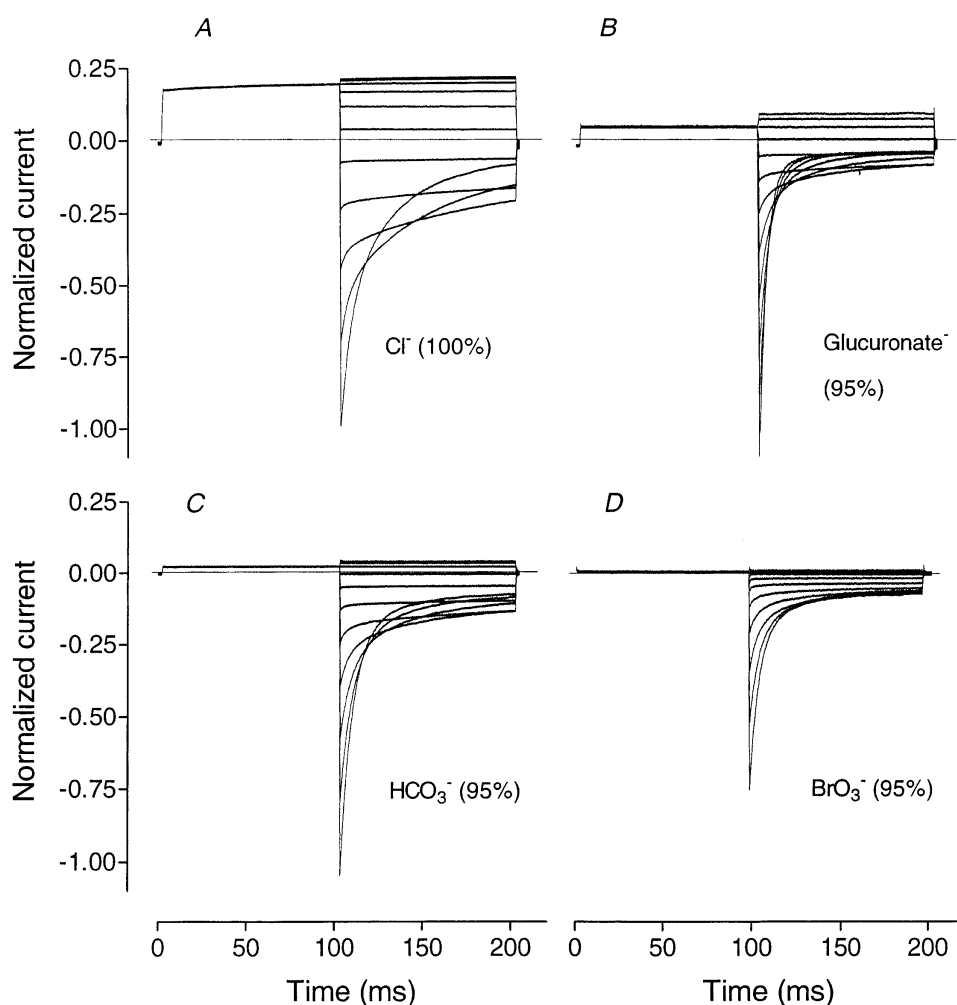 A
B
Normalized current
0.25
0.00
-0.25
-0.50
-0.75
-1.00
Cl⁻ (100%)
Glucuronate⁻
(95%)
C
D
Normalized current
0.25
0.00
-0.25
-0.50
-0.75
-1.00
HCO₃⁻ (95%)
BrO₃⁻ (95%)
0 50 100 150 200
0 50 100 150 200
Time (ms)
Time (ms)